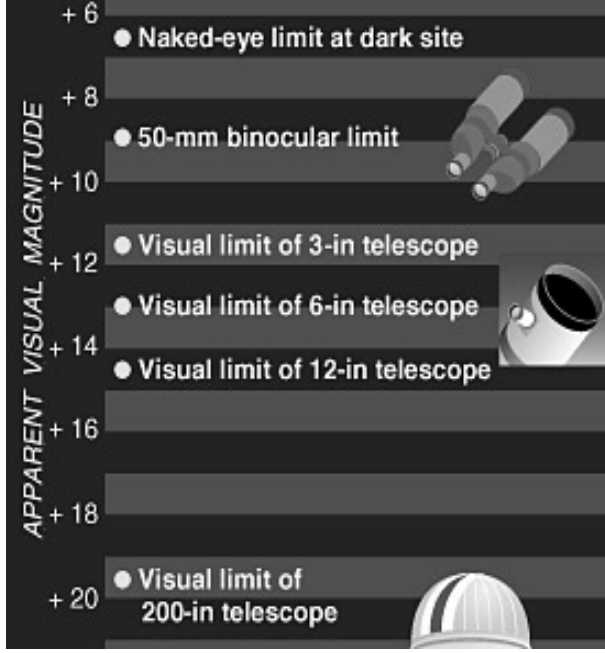 + 6
Naked-eye limit at dark site
+ 8
50-mm binocular limit
+ 10
Visual limit of 3-in telescope
+ 12
Visual limit of 6-in telescope
+ 14
Visual limit of 12-in telescope
+ 16
+ 18
Visual limit of
+ 20
200-in telescope
APPARENT VISUAL MAGNITUDE